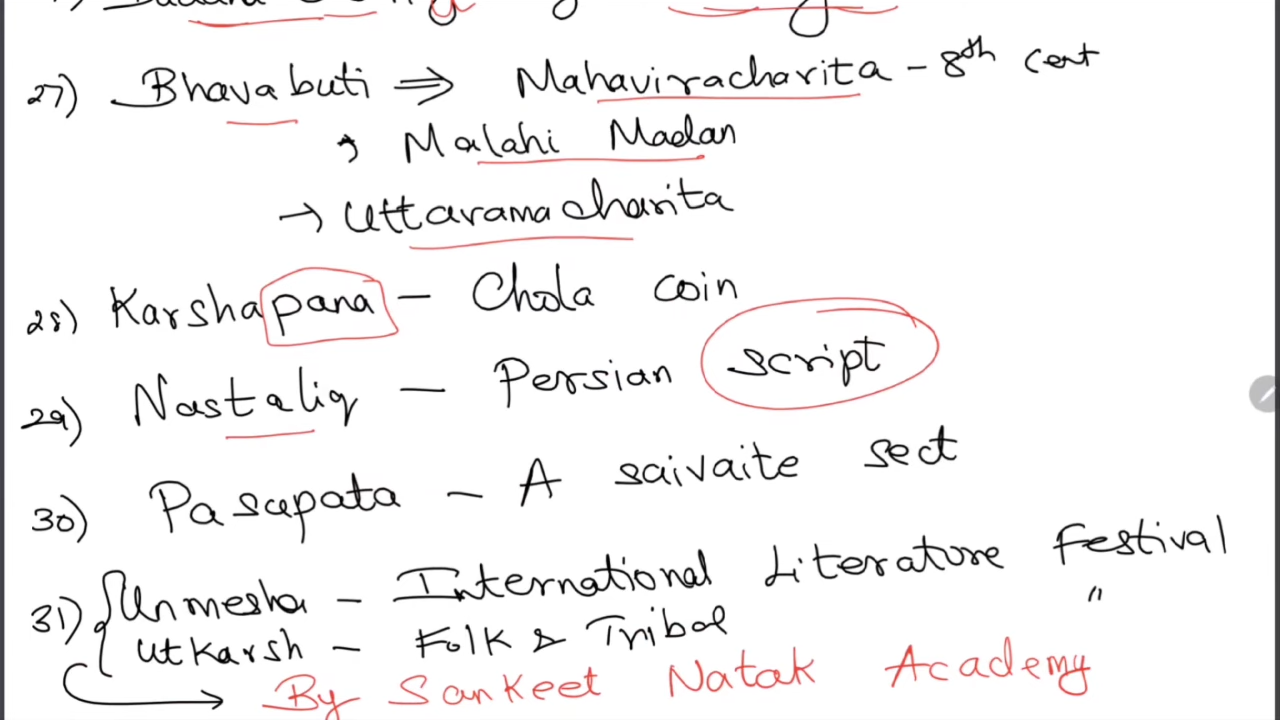 27) Bhavabuti ⇒ Mahaviracharita - 8th cent
→ Malahi Madan
→ Uttaramacharita
28) Karshapana - Chola coin
29) Nastaliq - Persian script
30) Pasupata - A saivaite sect
31) Unmesha - International Literature Festival
Utkarsh - Folk & Tribal "
→ By Sankeet Natak Academy